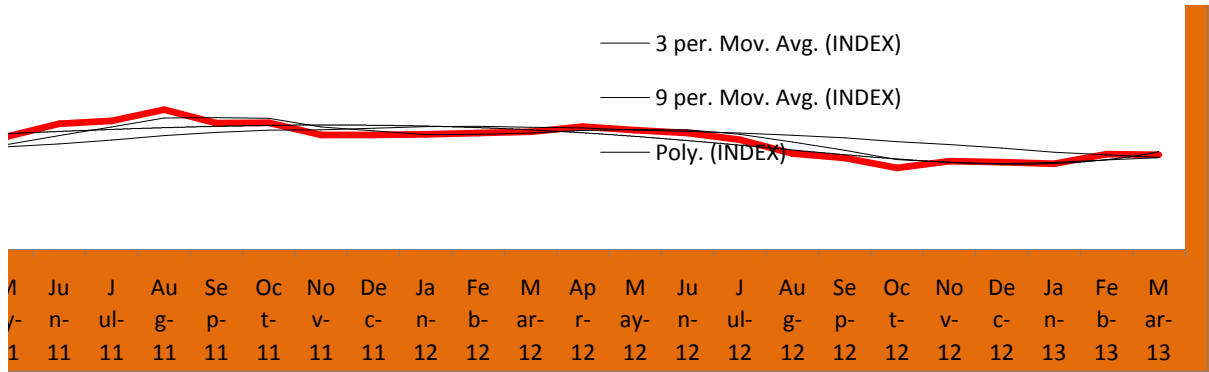 3 per. Mov. Avg. (INDEX)
9 per. Mov. Avg. (INDEX)
Poly. (INDEX)
Ju J Au Se Oc No De Ja Fe M Ap M Ju J Au Se Oc No De Ja Fe M
n- ul- g- p- t- v- c- n- b- ar- r- ay- n- ul- g- p- t- v- c- n- b- ar-
11 11 11 11 11 11 11 12 12 12 12 12 12 12 12 12 12 12 12 13 13 13